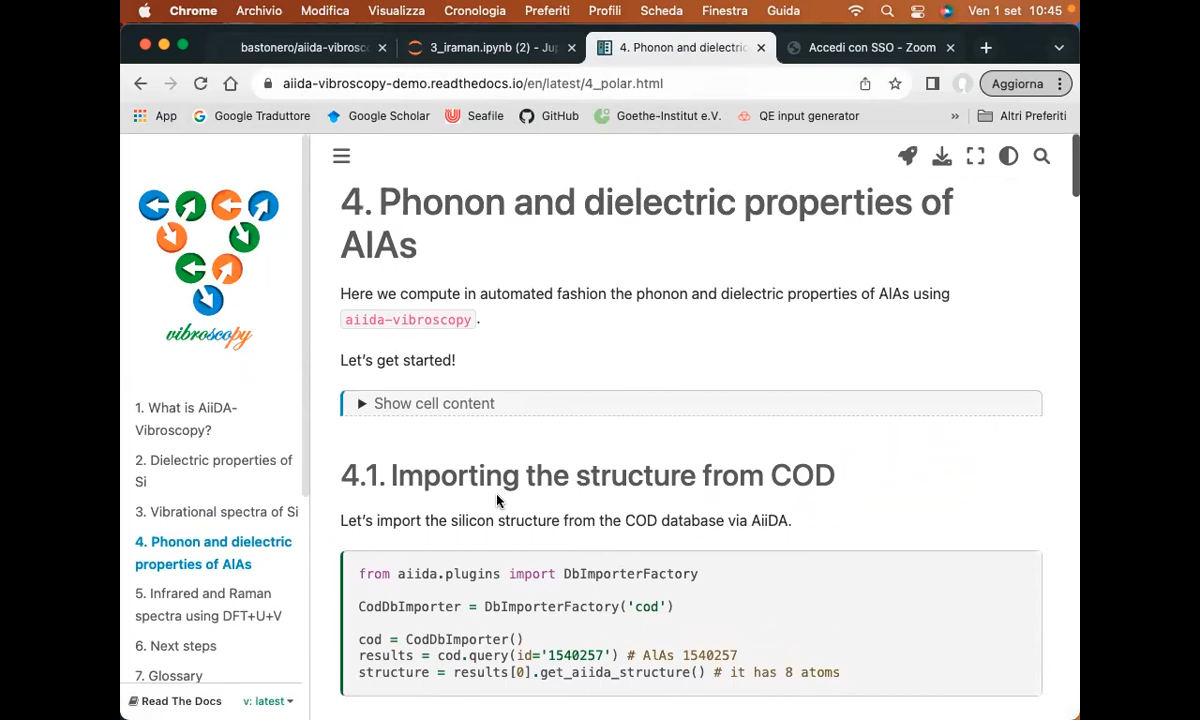 Chrome Archivio Modifica Visualizza Cronologia Preferiti Profili Scheda Finestra Guida Ven 1 set 10:45
bastonero/aiida-vibrosc 3_iraman.ipynb (2) - Ju 4. Phonon and dielectric Accedi con SSO - Zoom
aiida-vibroscopy-demo.readthedocs.io/en/latest/4_polar.html Aggiorna
App Google Traduttore Google Scholar Seafile GitHub Goethe-Institut e.V. QE input generator » Altri Preferiti
vibroscopy
1. What is AiiDA-
Vibroscopy?
2. Dielectric properties of
Si
3. Vibrational spectra of Si
4. Phonon and dielectric
properties of AlAs
5. Infrared and Raman
spectra using DFT+U+V
6. Next steps
7. Glossary
Read The Docs v: latest
4. Phonon and dielectric properties of
AlAs
Here we compute in automated fashion the phonon and dielectric properties of AlAs using
aiida-vibroscopy .
Let's get started!
Show cell content
4.1. Importing the structure from COD
Let's import the silicon structure from the COD database via AiiDA.
from aiida.plugins import DbImporterFactory
CodDbImporter = DbImporterFactory('cod')
cod = CodDbImporter()
results = cod.query(id='1540257') # AlAs 1540257
structure = results[0].get_aiida_structure() # it has 8 atoms